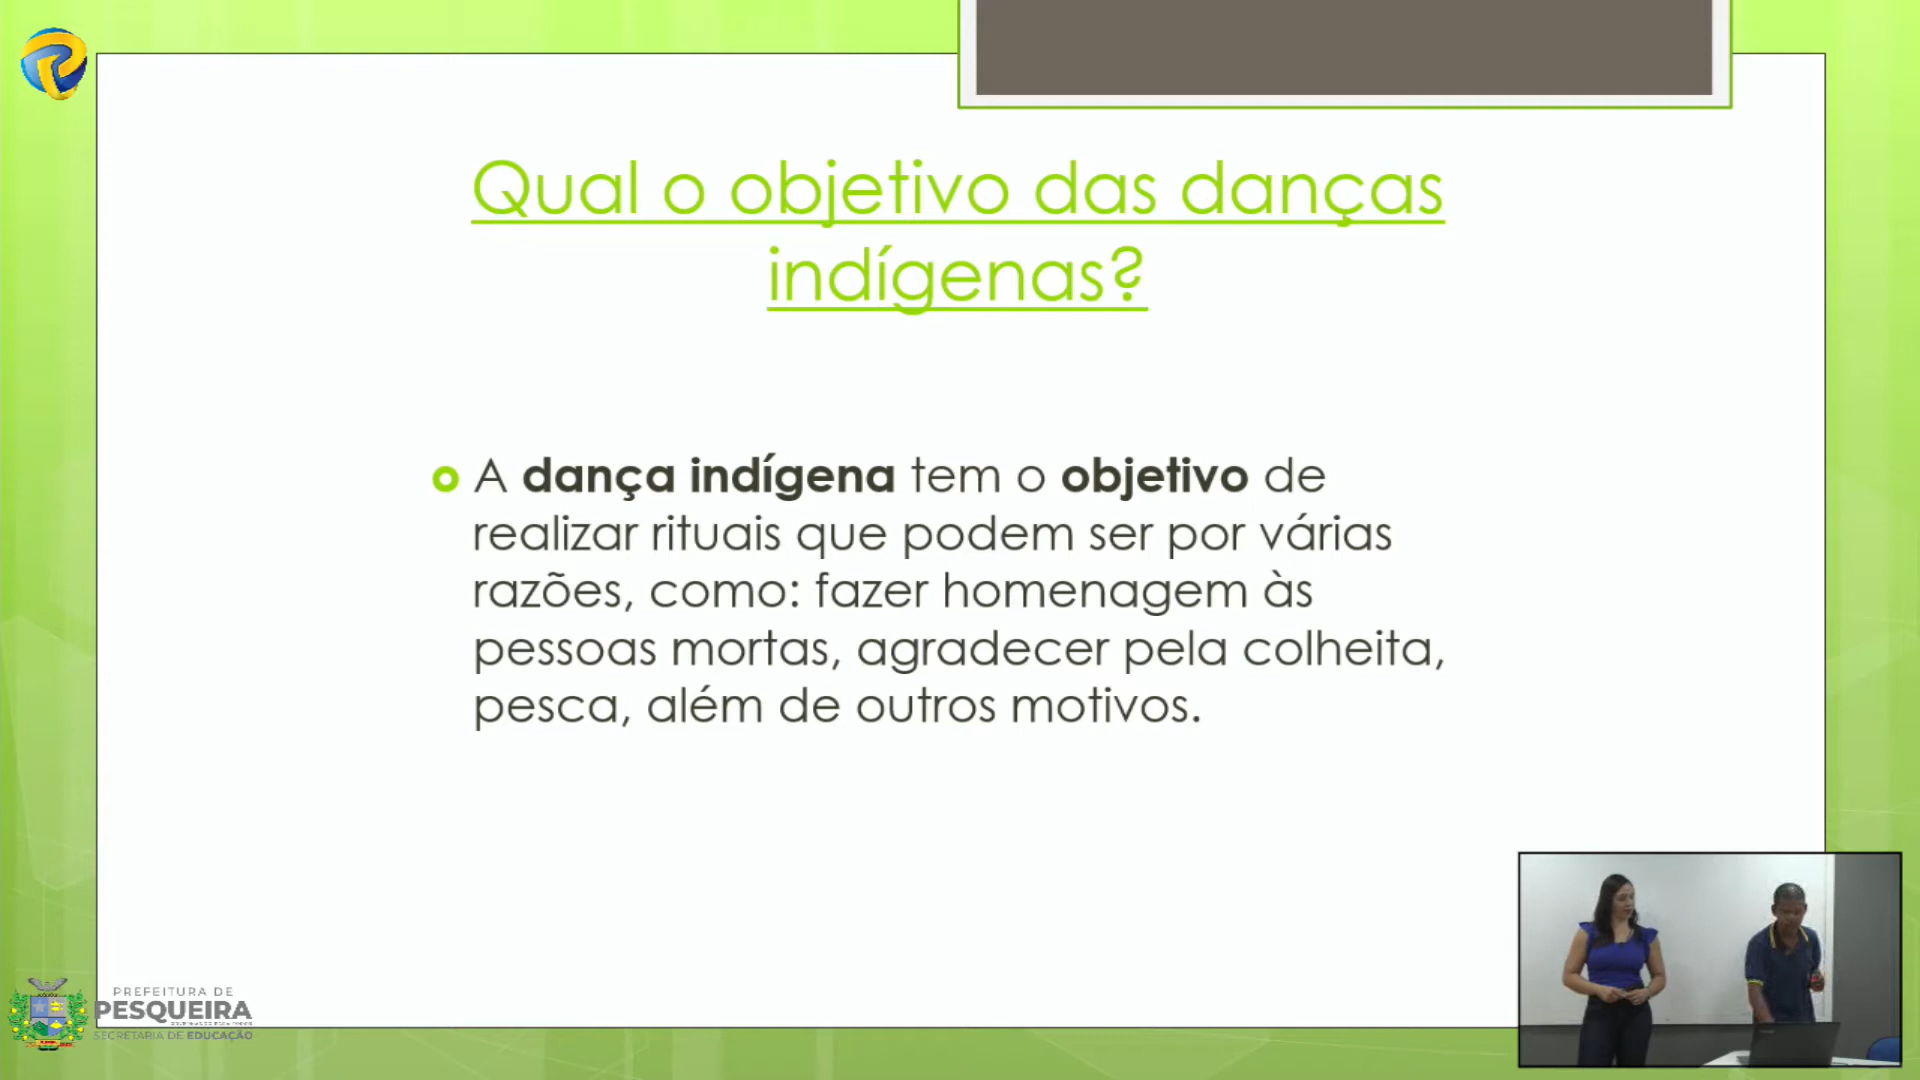 Qual o objetivo das danças
indígenas?
A dança indígena tem o objetivo de
realizar rituais que podem ser por várias
razões, como: fazer homenagem às
pessoas mortas, agradecer pela colheita,
pesca, além de outros motivos.
PREFEITURA DE
PESQUEIRA
SECRETARIA DE EDUCAÇÃO